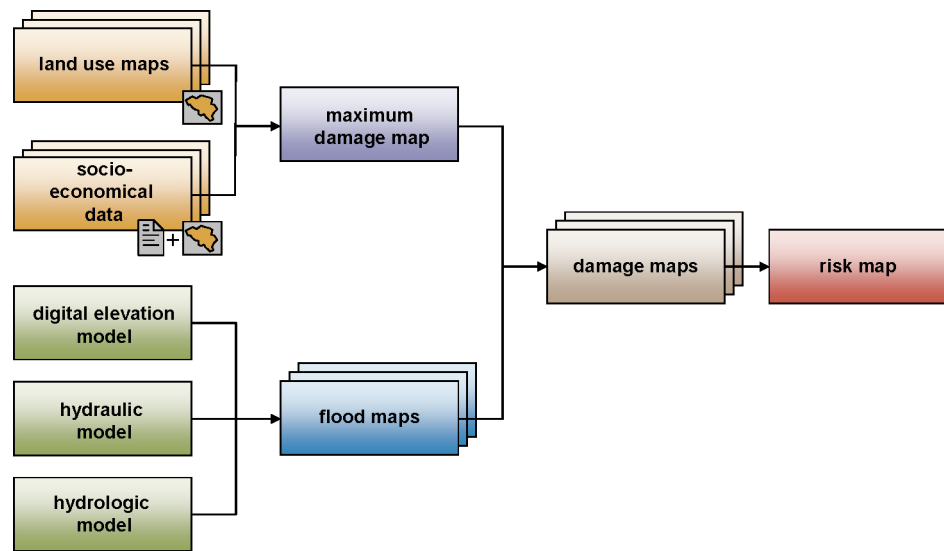 land use maps
socio-
economical
data
+
digital elevation
model
hydraulic
model
hydrologic
model
maximum
damage map
flood maps
damage maps
risk map